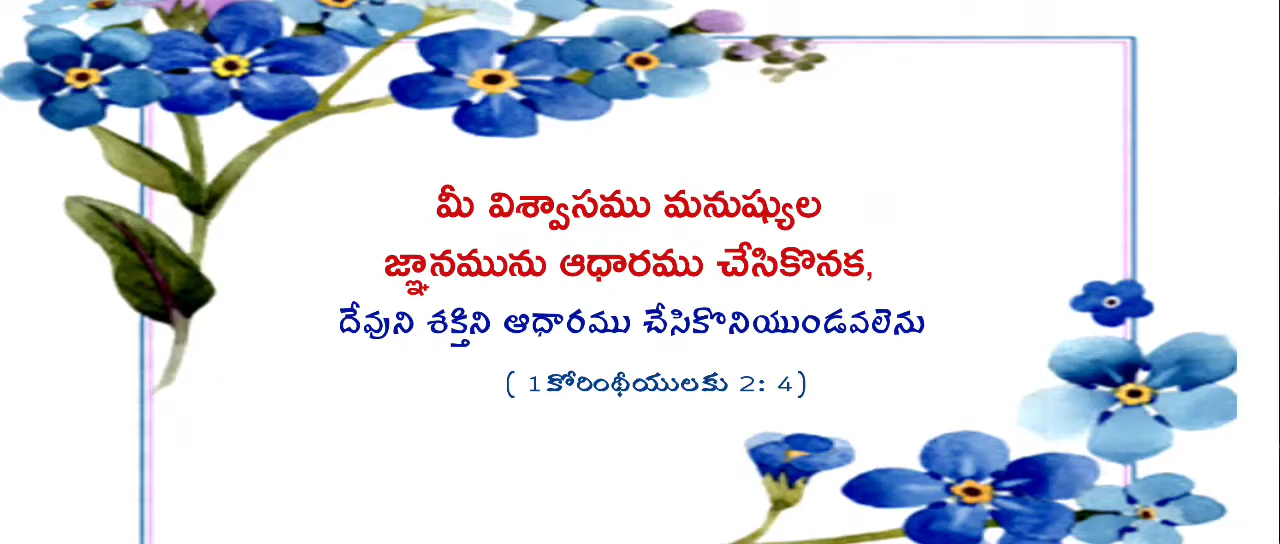 మీ విశ్వాసము మనుష్యుల
జ్ఞానమును ఆధారము చేసికొనక,
దేవుని శక్తిని ఆధారము చేసికొనియుండవలెను
( 1కోరింథీయులకు 2: 4)